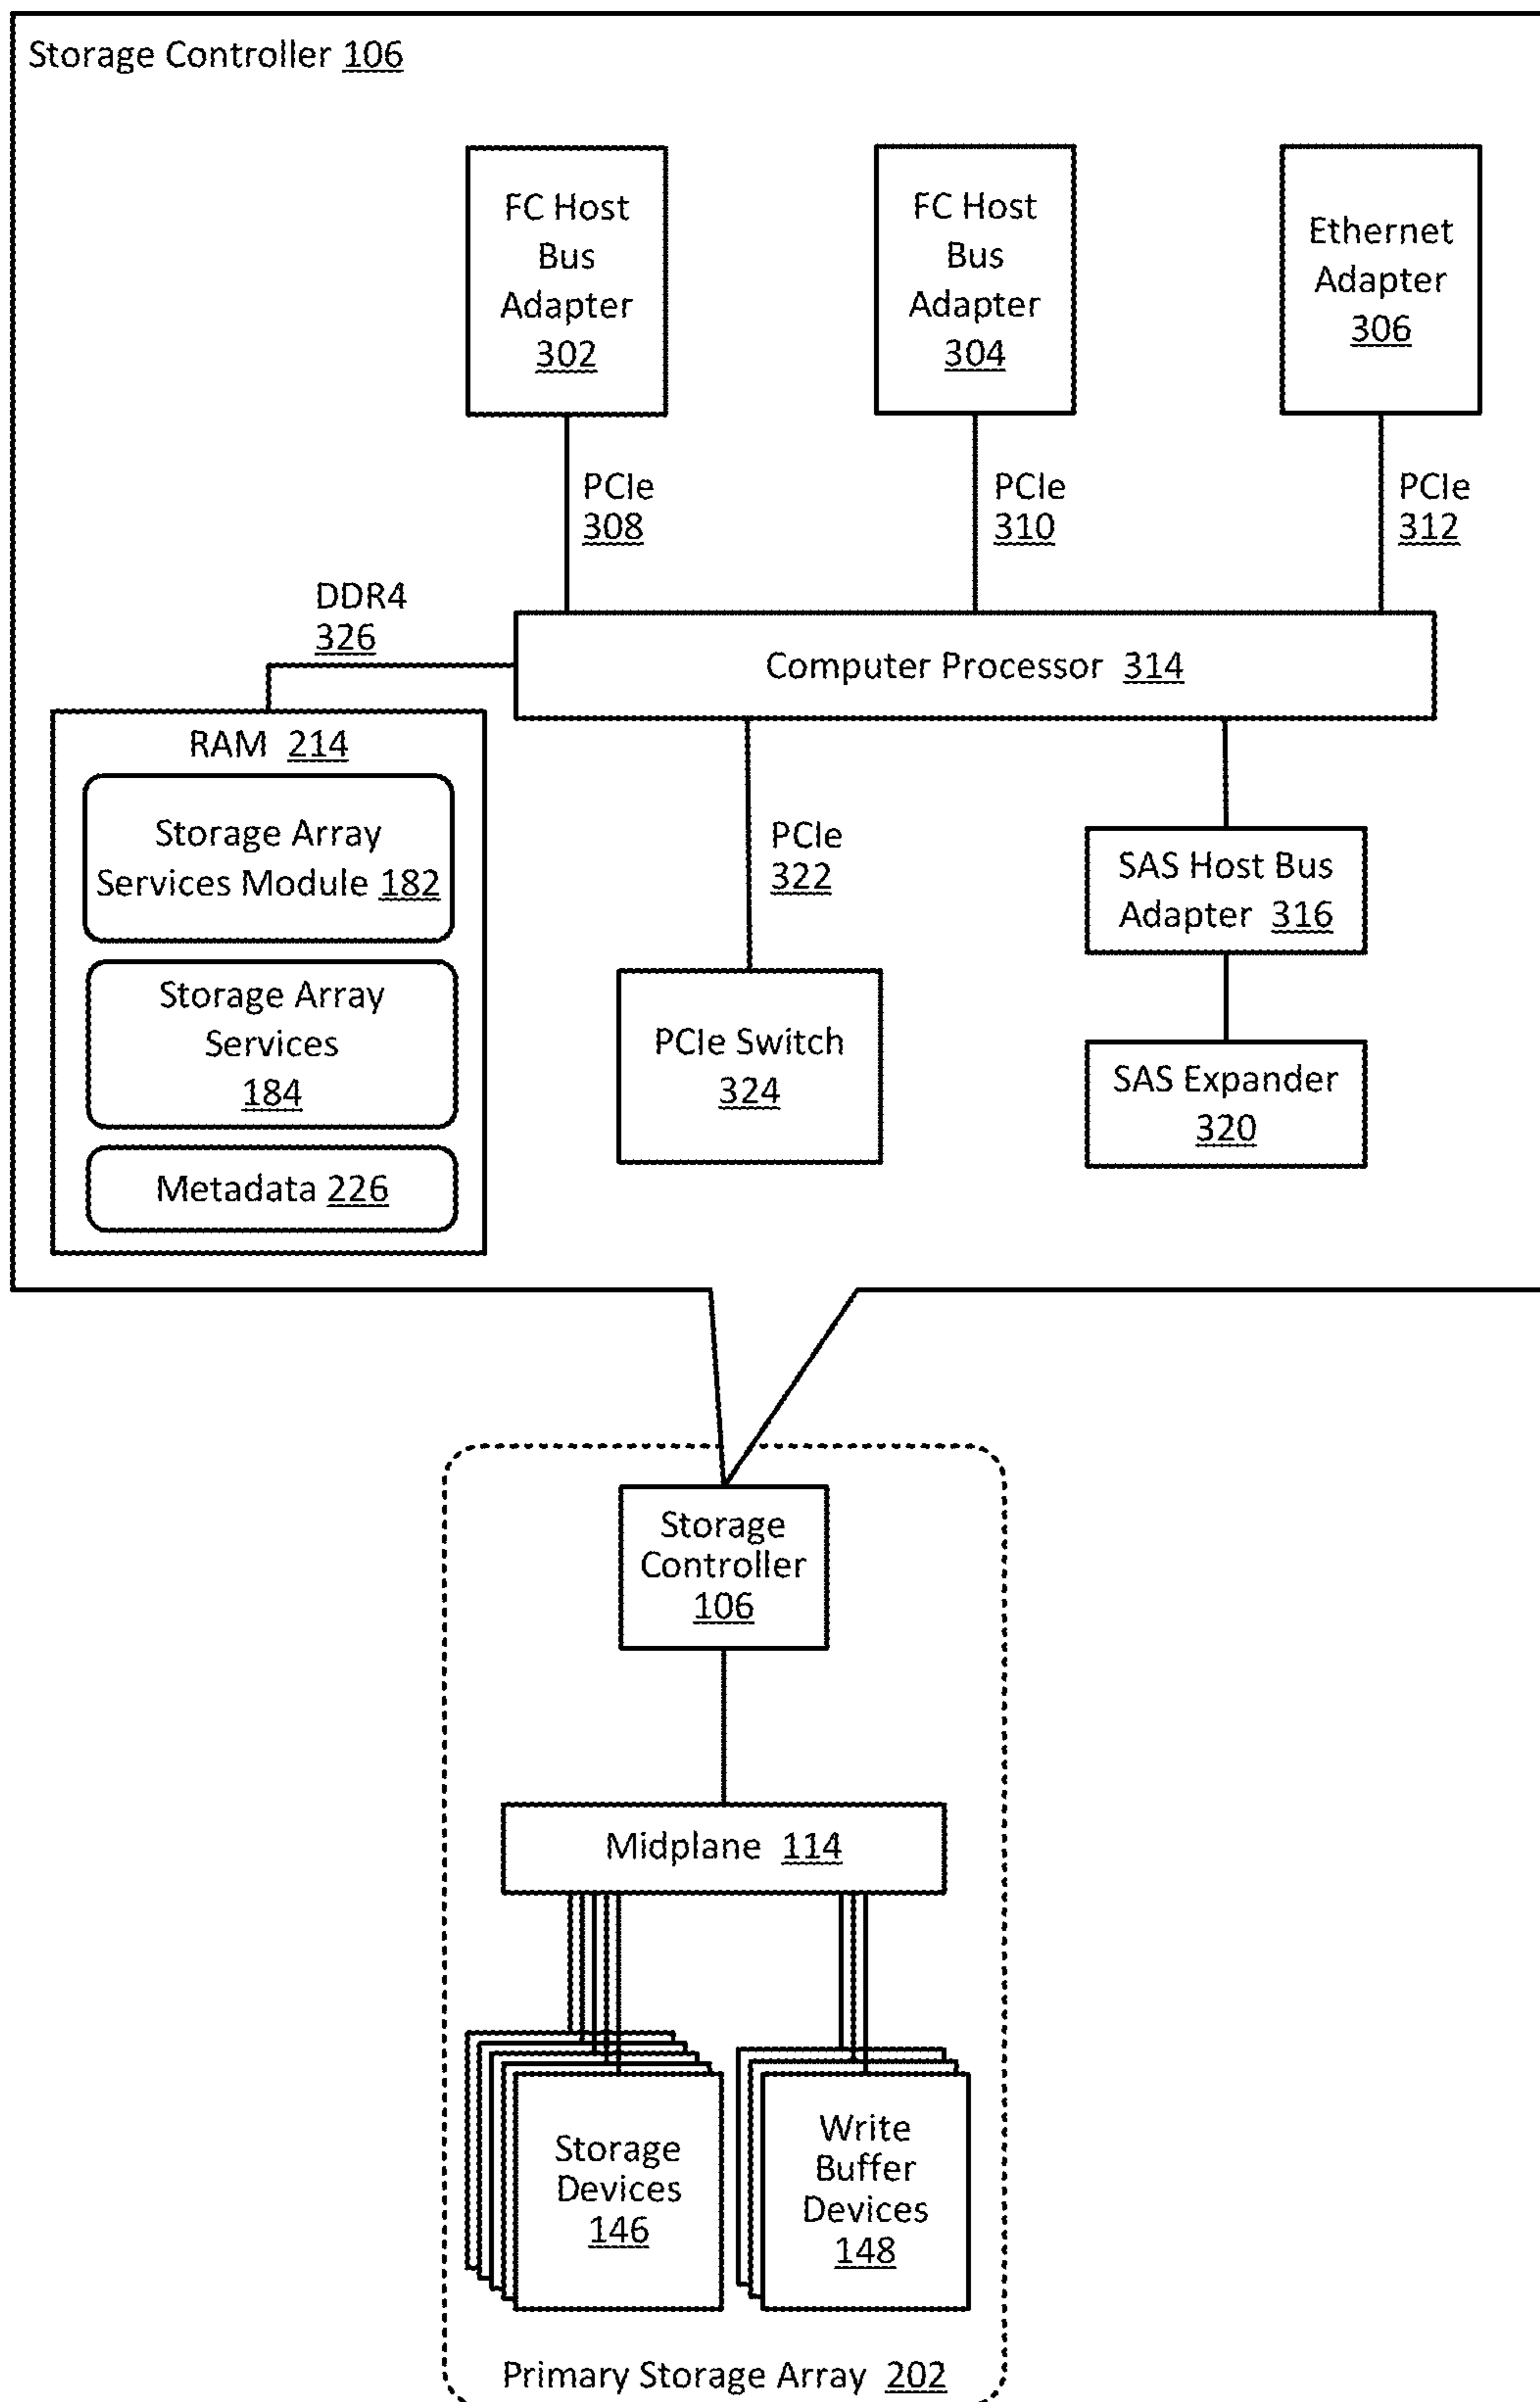 Storage Controller 106
FC Host
Bus
Adapter
302
FC Host
Bus
Adapter
304
Ethernet
Adapter
306
PCIe
308
PCIe
310
PCIe
312
DDR4
326
Computer Processor 314
RAM 214
Storage Array
Services Module 182
Storage Array
Services
184
Metadata 226
PCIe
322
PCIe Switch
324
SAS Host Bus
Adapter 316
SAS Expander
320
Storage
Controller
106
Midplane 114
Storage
Devices
146
Write
Buffer
Devices
148
Primary Storage Array 202